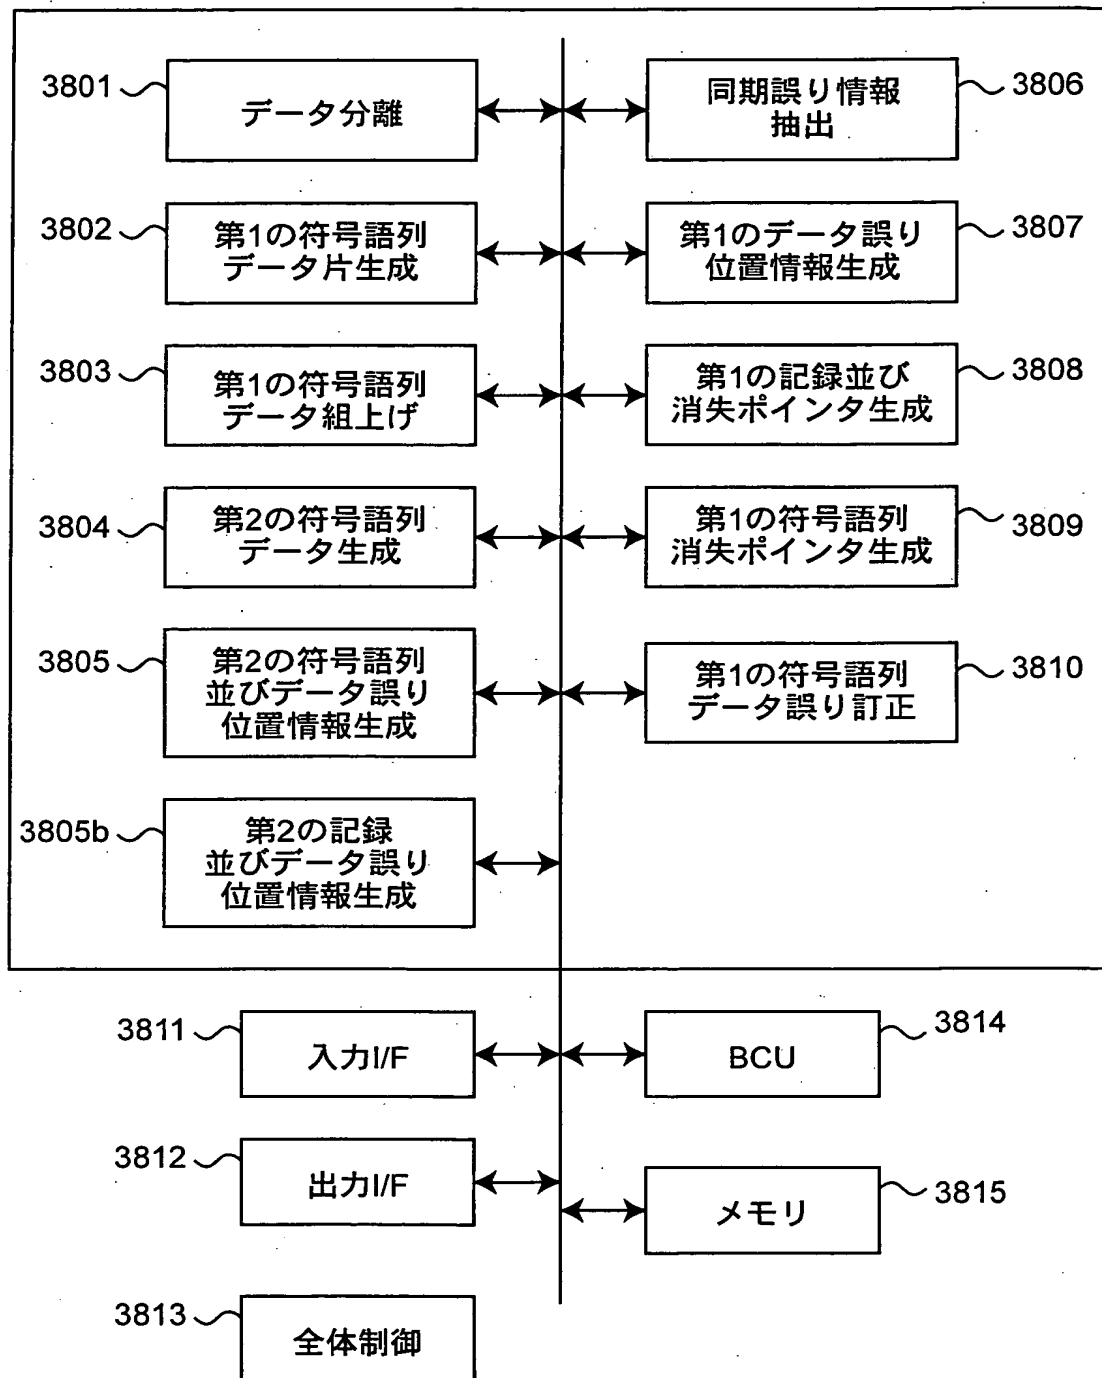 3801
データ分離
3806
同期誤り情報
抽出
3802
第1の符号語列
データ片生成
3807
第1のデータ誤り
位置情報生成
3803
第1の符号語列
データ組上げ
3808
第1の記録並び
消失ポインタ生成
3804
第2の符号語列
データ生成
3809
第1の符号語列
消失ポインタ生成
3805
第2の符号語列
並びデータ誤り
位置情報生成
3810
第1の符号語列
データ誤り訂正
3805b
第2の記録
並びデータ誤り
位置情報生成
3811
入力I/F
3814
BCU
3812
出力I/F
3815
メモリ
3813
全体制御